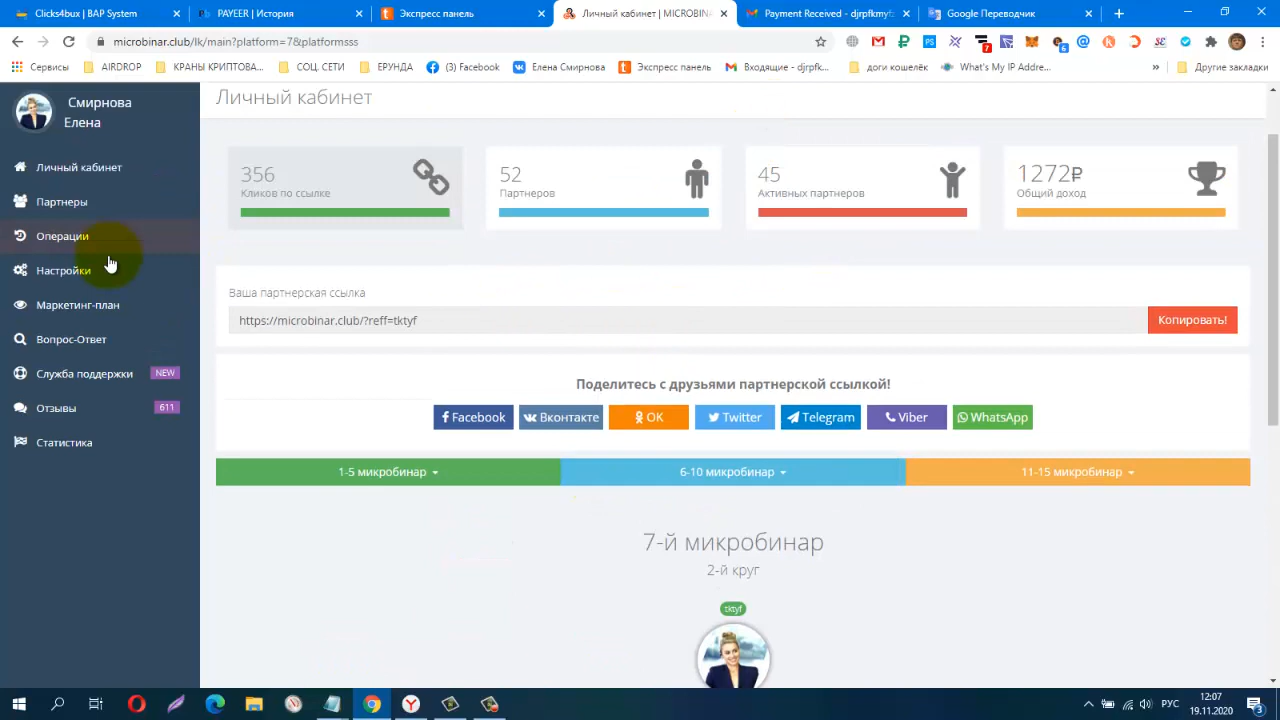 Clicks4bux | BAP System
PAYEER | История
Экспресс панель
Личный кабинет | MICROBINA
Payment Received - djrpfkmyf
Google Переводчик
microbinar.club/lk/main?platform=7&platformsss
Сервисы
AIRDROP
КРАНЫ КРИПТОВА...
СОЦ. СЕТИ
ЕРУНДА
(3) Facebook
Елена Смирнова
Экспресс панель
Входящие - djrpfk...
доги кошелёк
What's My IP Addre...
»
Другие закладки
Смирнова
Елена
Личный кабинет
Партнеры
Операции
Настройки
Маркетинг-план
Вопрос-Ответ
Служба поддержки NEW
Отзывы 611
Статистика
Личный кабинет
356
Кликов по ссылке
52
Партнеров
45
Активных партнеров
1272₽
Общий доход
Ваша партнерская ссылка
https://microbinar.club/?reff=tktyf
Копировать!
Поделитесь с друзьями партнерской ссылкой!
Facebook Вконтакте OK Twitter Telegram Viber WhatsApp
1-5 микробинар
6-10 микробинар
11-15 микробинар
7-й микробинар
2-й круг
tktyf
РУС
12:07
19.11.2020